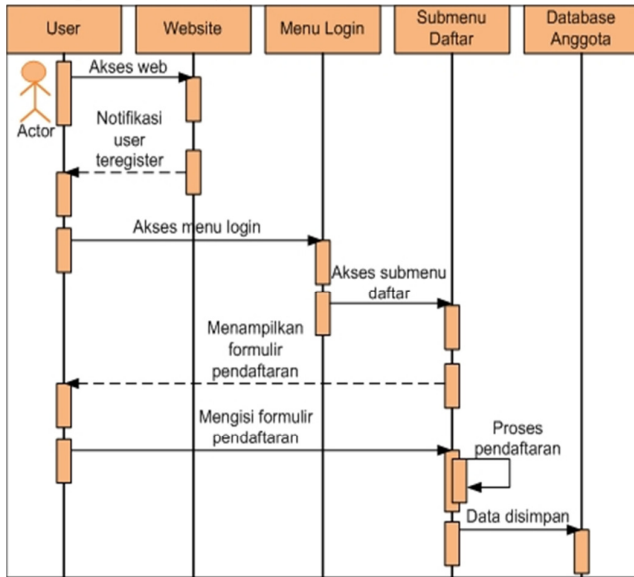 User
Website
Menu Login
Submenu
Daftar
Database
Anggota
Actor
Akses web
Notifikasi
user
teregister
Akses menu login
Akses submenu
daftar
Menampilkan
formulir
pendaftaran
Mengisi formulir
pendaftaran
Proses
pendaftaran
Data disimpan